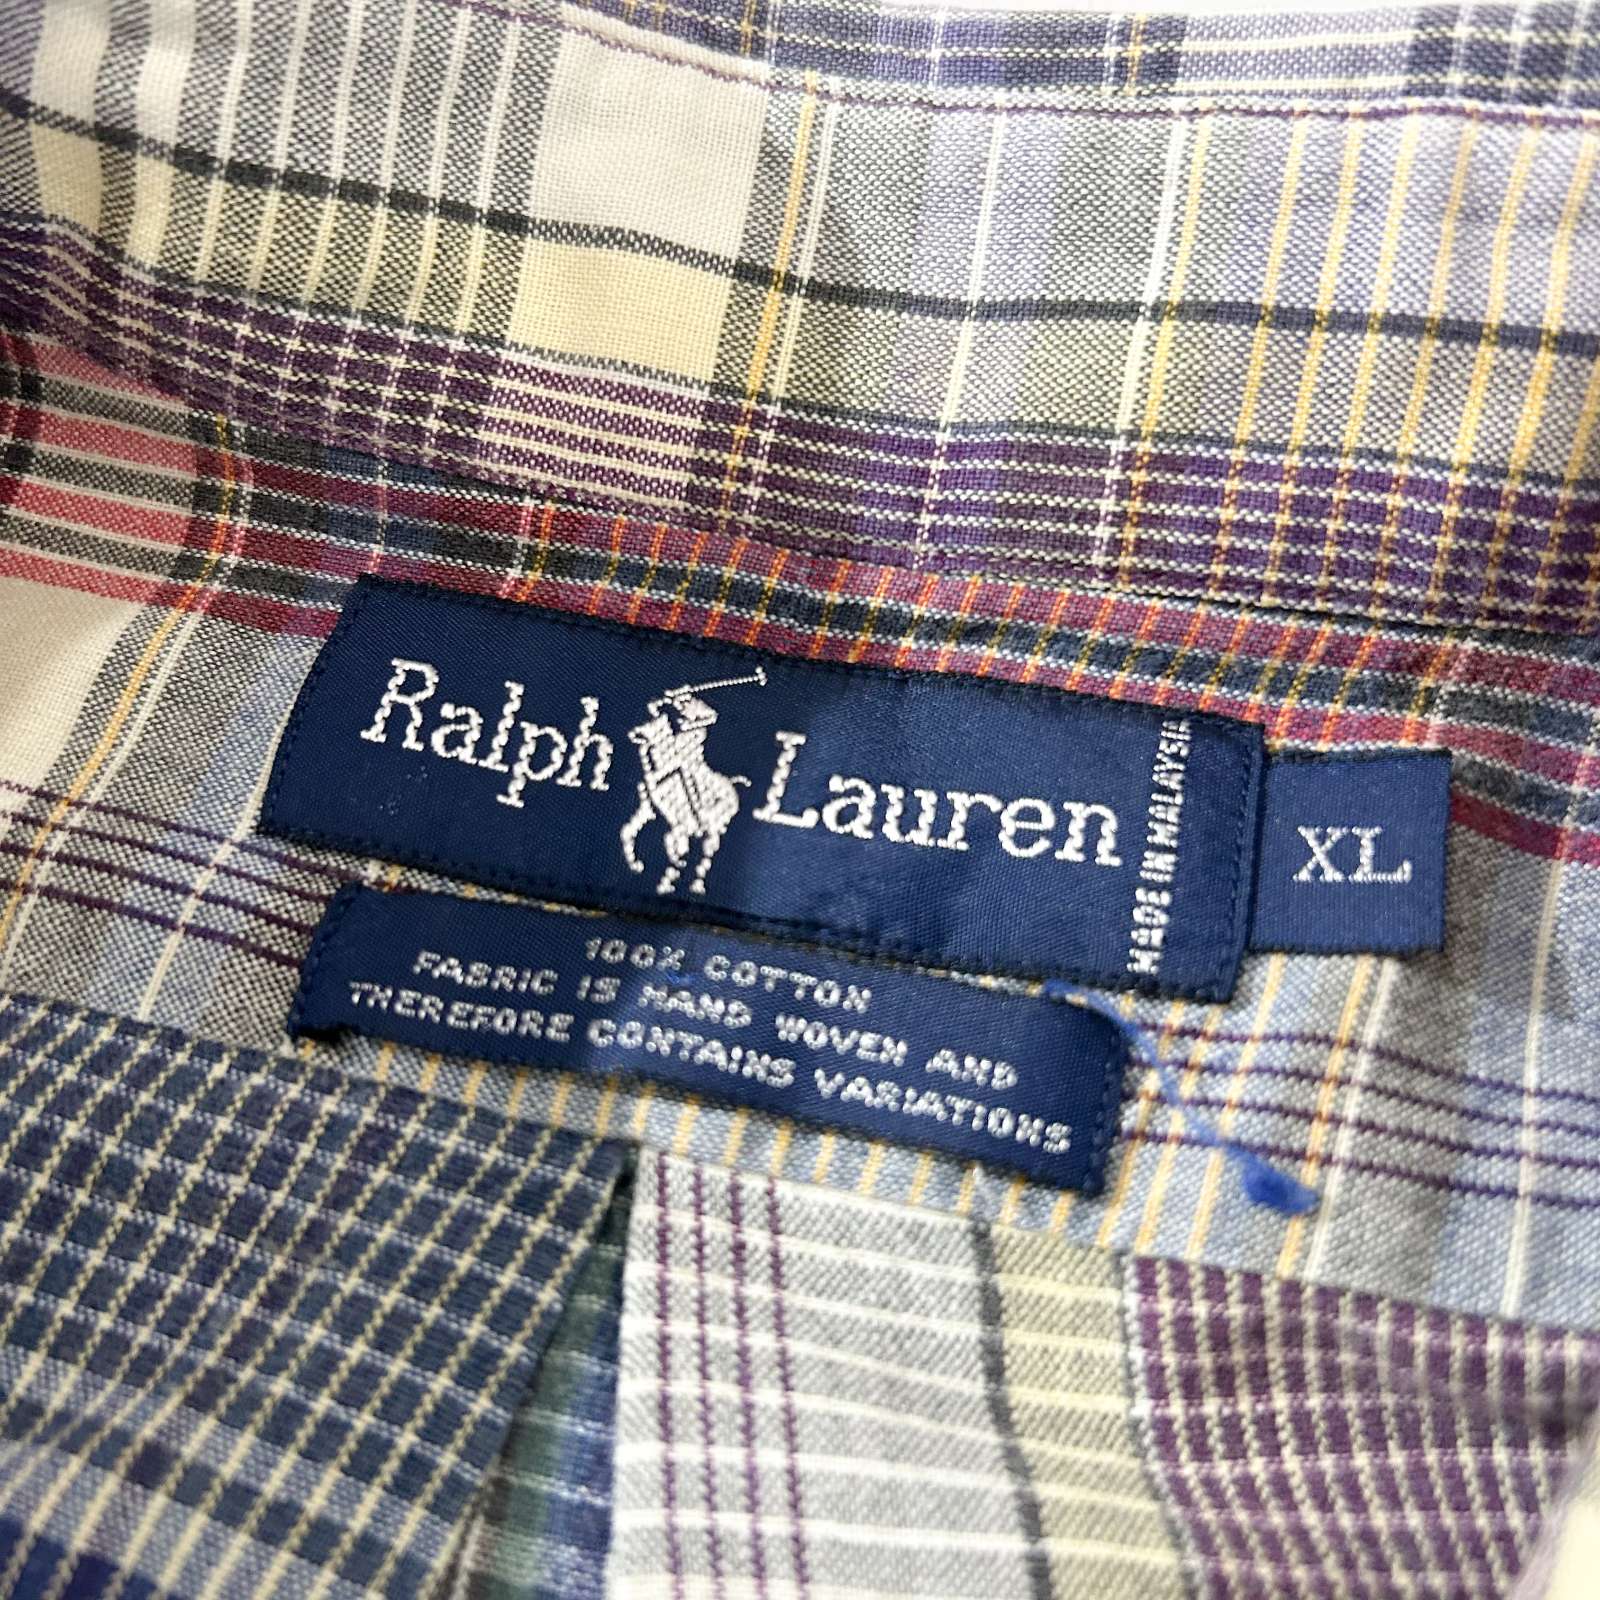 Ralph Lauren
MADE IN MALAYSIA
XL
100% COTTON
FABRIC IS HAND WOVEN AND
THEREFORE CONTAINS VARIATIONS